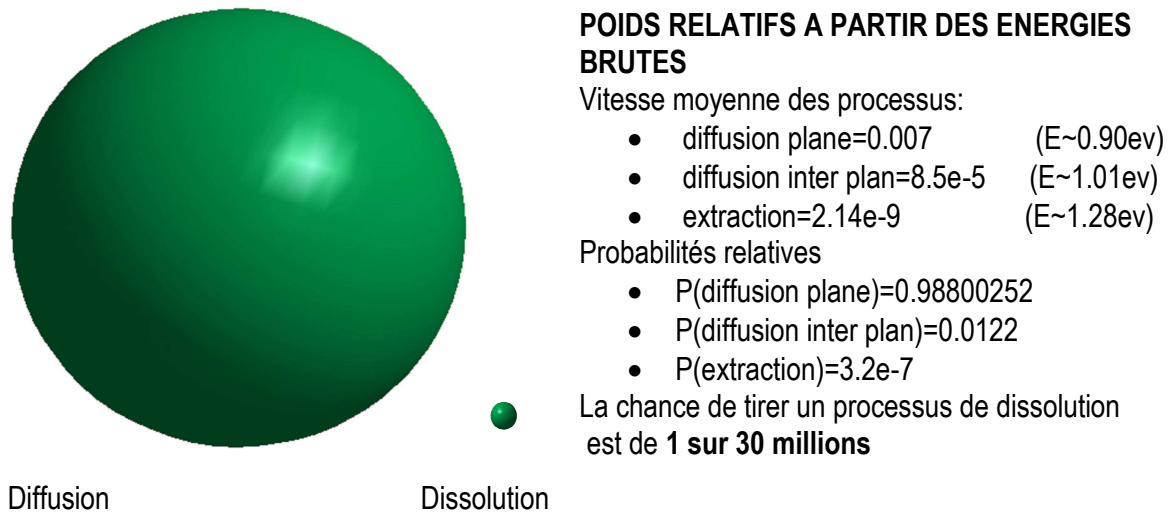 POIDS RELATIFS A PARTIR DES ENERGIES
BRUTES
Vitesse moyenne des processus:
• diffusion plane=0.007 (E~0.90ev)
• diffusion inter plan=8.5e-5 (E~1.01ev)
• extraction=2.14e-9 (E~1.28ev)
Probabilités relatives
• P(diffusion plane)=0.98800252
• P(diffusion inter plan)=0.0122
• P(extraction)=3.2e-7
La chance de tirer un processus de dissolution
est de 1 sur 30 millions
Diffusion Dissolution